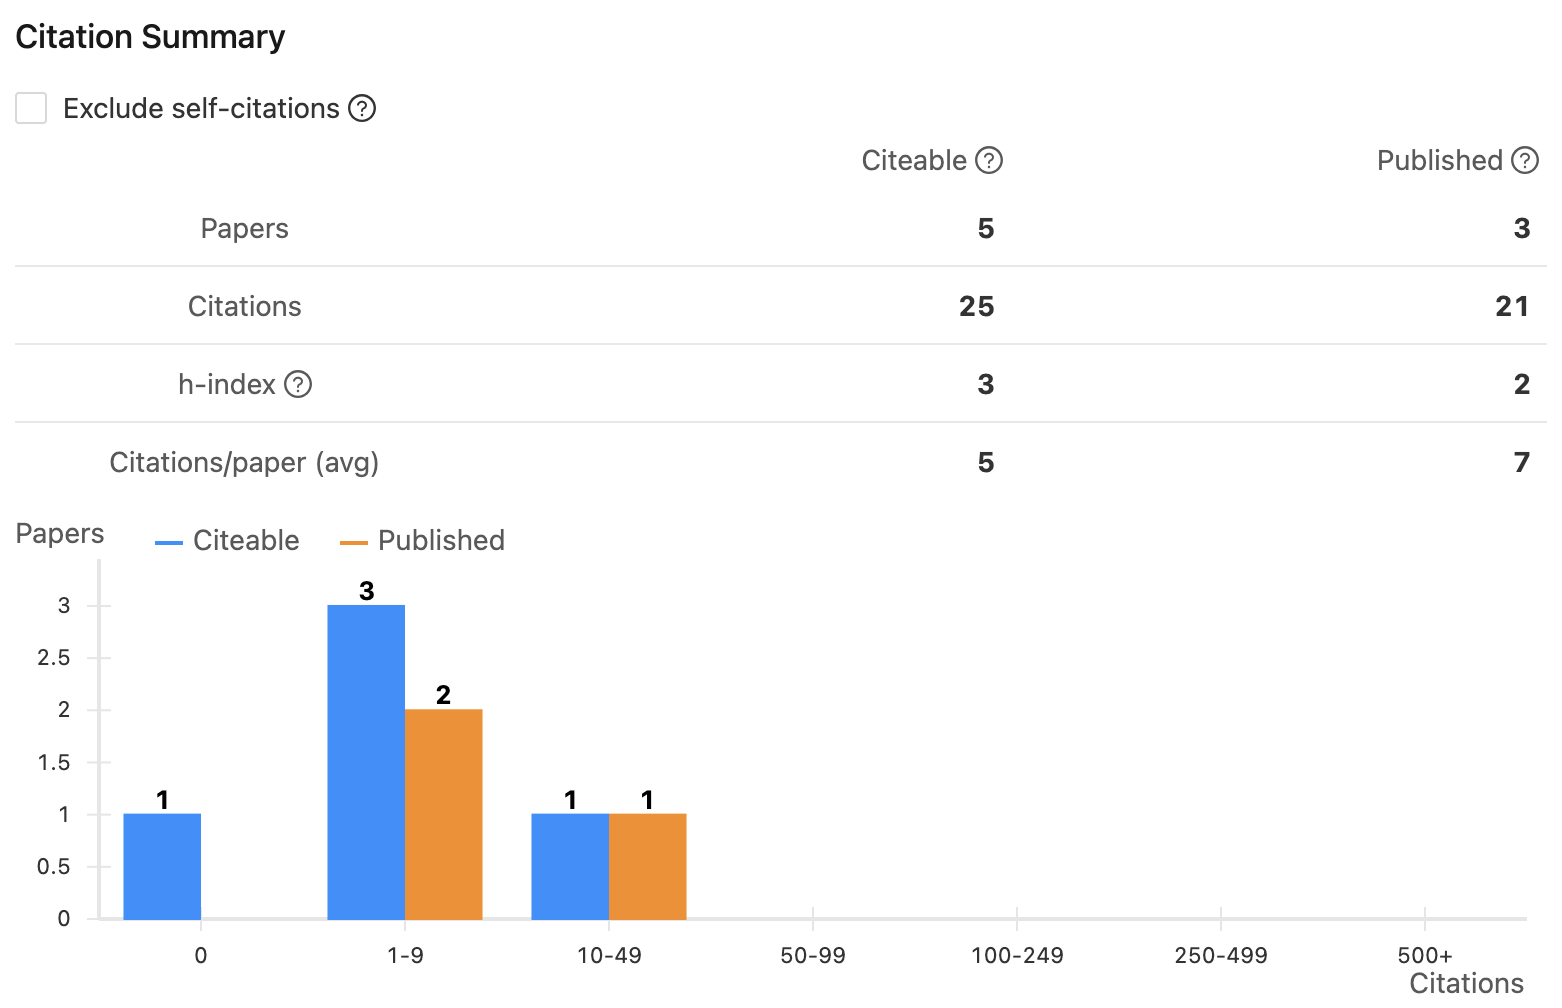 Citation Summary
Exclude self-citations ?
Citeable ? Published ?
Papers 5 3
Citations 25 21
h-index ? 3 2
Citations/paper (avg) 5 7
Papers Citeable Published
3
3
2.5
2
2
1.5
1 1 1
1
0.5
0
0 1-9 10-49 50-99 100-249 250-499 500+
Citations